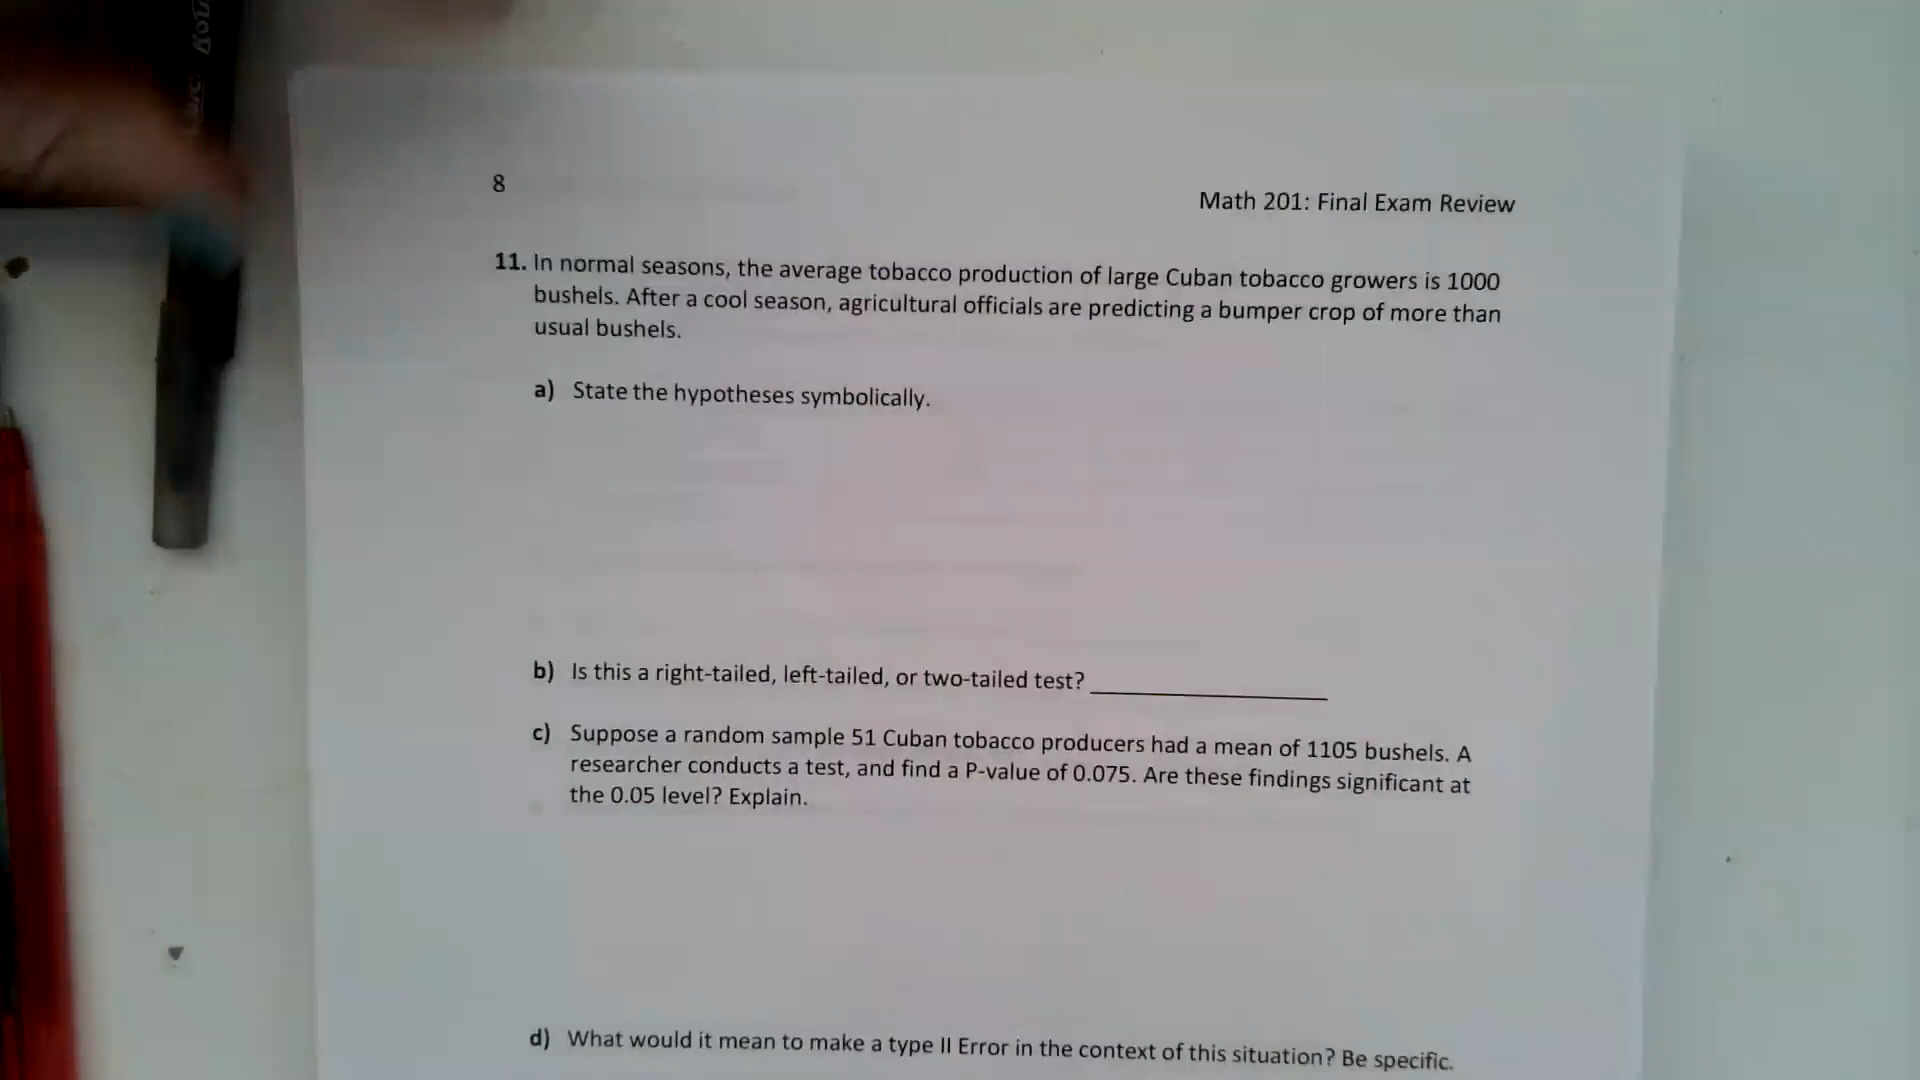 8
Math 201: Final Exam Review
11. In normal seasons, the average tobacco production of large Cuban tobacco growers is 1000
bushels. After a cool season, agricultural officials are predicting a bumper crop of more than
usual bushels.
a) State the hypotheses symbolically.
b) Is this a right-tailed, left-tailed, or two-tailed test?
c) Suppose a random sample 51 Cuban tobacco producers had a mean of 1105 bushels. A
researcher conducts a test, and find a P-value of 0.075. Are these findings significant at
the 0.05 level? Explain.
d) What would it mean to make a type II Error in the context of this situation? Be specific.